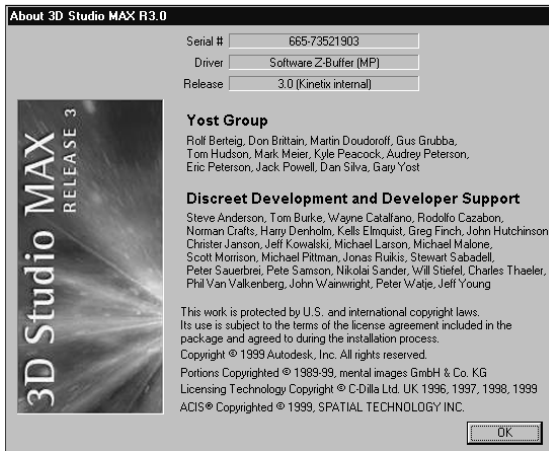 About 3D Studio MAX R3.0
Serial # 665-73521903
Driver Software Z-Buffer (MP)
Release 3.0 (Kinetix internal)
3D Studio MAX
RELEASE 3
Yost Group
Rolf Berteig, Don Brittain, Martin Doudoroff, Gus Grubba,
Tom Hudson, Mark Meier, Kyle Peacock, Audrey Peterson,
Eric Peterson, Jack Powell, Dan Silva, Gary Yost
Discreet Development and Developer Support
Steve Anderson, Tom Burke, Wayne Catalfano, Rodolfo Cazabon,
Norman Crafts, Harry Denholm, Kells Elmquist, Greg Finch, John Hutchinson
Christer Janson, Jeff Kowalski, Michael Larson, Michael Malone,
Scott Morrison, Michael Pittman, Jonas Ruikis, Stewart Sabadell,
Peter Sauerbrei, Pete Samson, Nikolai Sander, Will Stiefel, Charles Thaeler,
Phil Van Valkenberg, John Wainwright, Peter Watje, Jeff Young
This work is protected by U.S. and international copyright laws.
Its use is subject to the terms of the license agreement included in the
package and agreed to during the installation process.
Copyright © 1999 Autodesk, Inc. All rights reserved.
Portions Copyrighted © 1989-99, mental images GmbH & Co. KG
Licensing Technology Copyright © C-Dilla Ltd. UK 1996, 1997, 1998, 1999
ACIS® Copyrighted © 1999, SPATIAL TECHNOLOGY INC.
OK